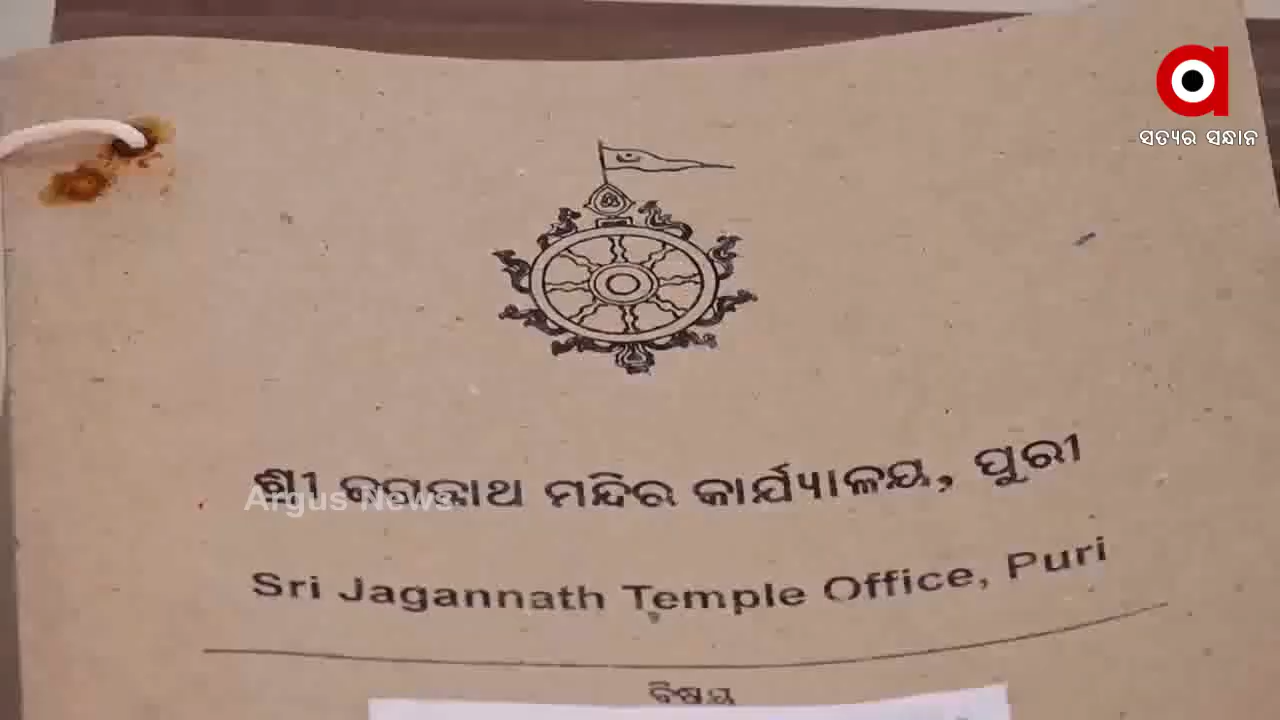 ସତ୍ୟର ସନ୍ଧାନ
ଶ୍ରୀ ଜଗନ୍ନାଥ ମନ୍ଦିର କାର୍ଯ୍ୟାଳୟ, ପୁରୀ
Argus News
Sri Jagannath Temple Office, Puri
ବିଷୟ